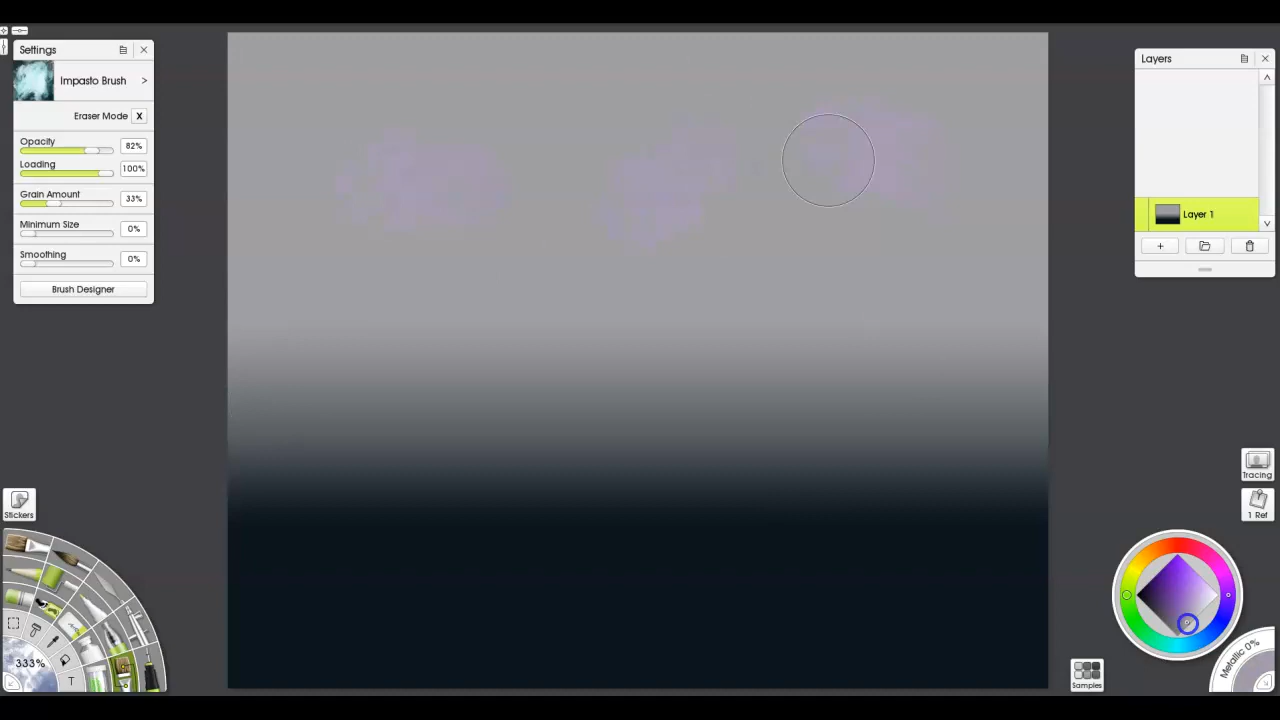 Settings
Impasto Brush >
Eraser Mode X
Opacity 82%
Loading 100%
Grain Amount 33%
Minimum Size 0%
Smoothing 0%
Brush Designer
Layers
Layer 1
+
Tracing
1 Ref
Stickers
333%
T
Samples
Metallic 0%